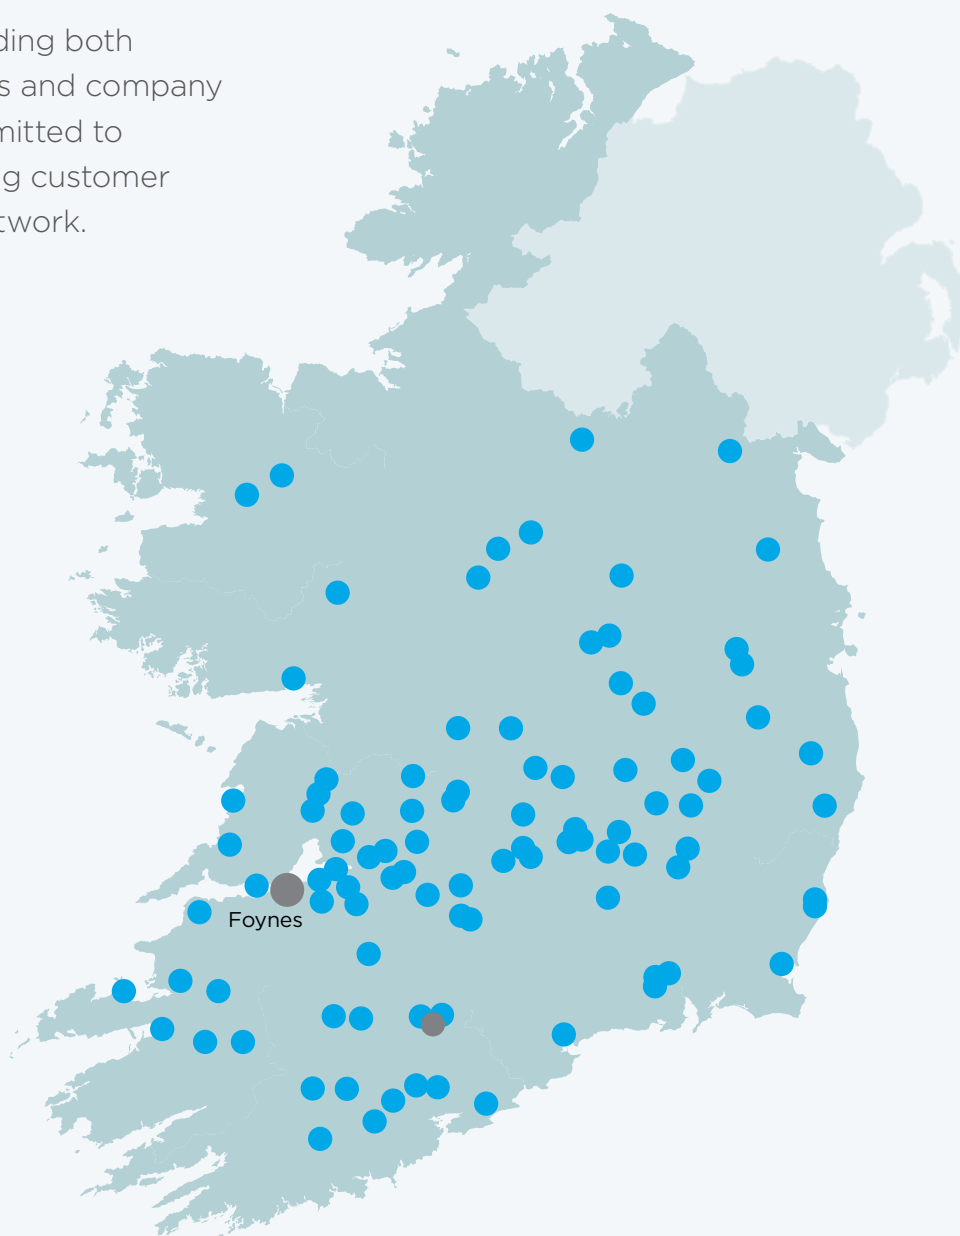 ding both
s and company
mitted to
g customer
twork.
Foynes